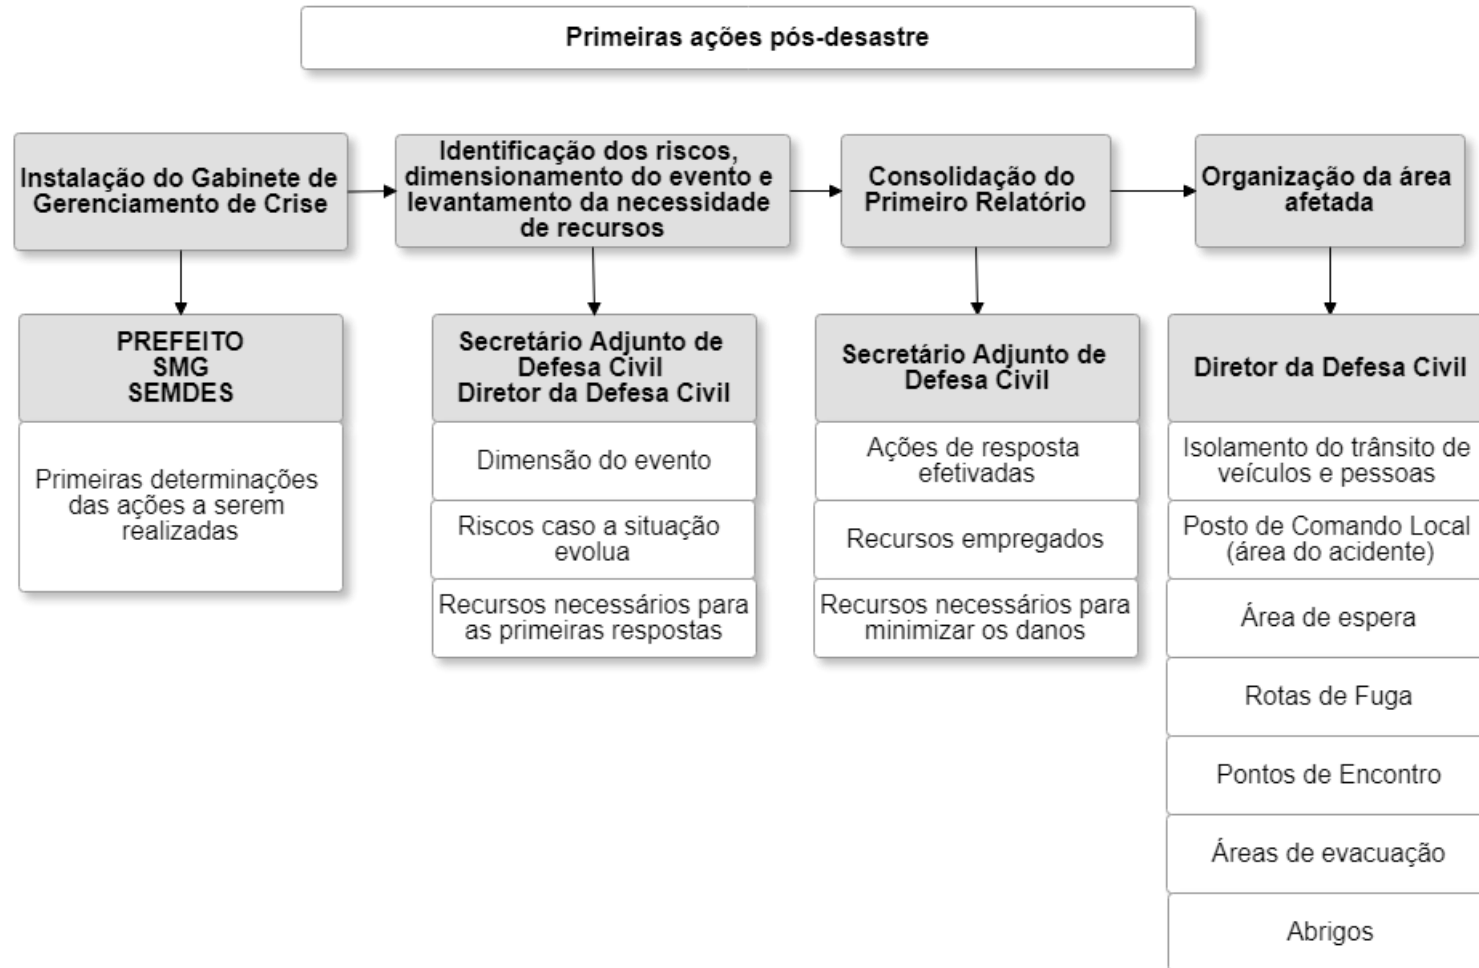 Primeiras ações pós-desastre
Instalação do Gabinete de
Gerenciamento de Crise
Identificação dos riscos,
dimensionamento do evento e
levantamento da necessidade
de recursos
Consolidação do
Primeiro Relatório
Organização da área
afetada
PREFEITO
SMG
SEMDES
Primeiras determinações
das ações a serem
realizadas
Secretário Adjunto de
Defesa Civil
Diretor da Defesa Civil
Dimensão do evento
Riscos caso a situação
evolua
Recursos necessários para
as primeiras respostas
Secretário Adjunto de
Defesa Civil
Ações de resposta
efetivadas
Recursos empregados
Recursos necessários para
minimizar os danos
Diretor da Defesa Civil
Isolamento do trânsito de
veículos e pessoas
Posto de Comando Local
(área do acidente)
Área de espera
Rotas de Fuga
Pontos de Encontro
Áreas de evacuação
Abrigos